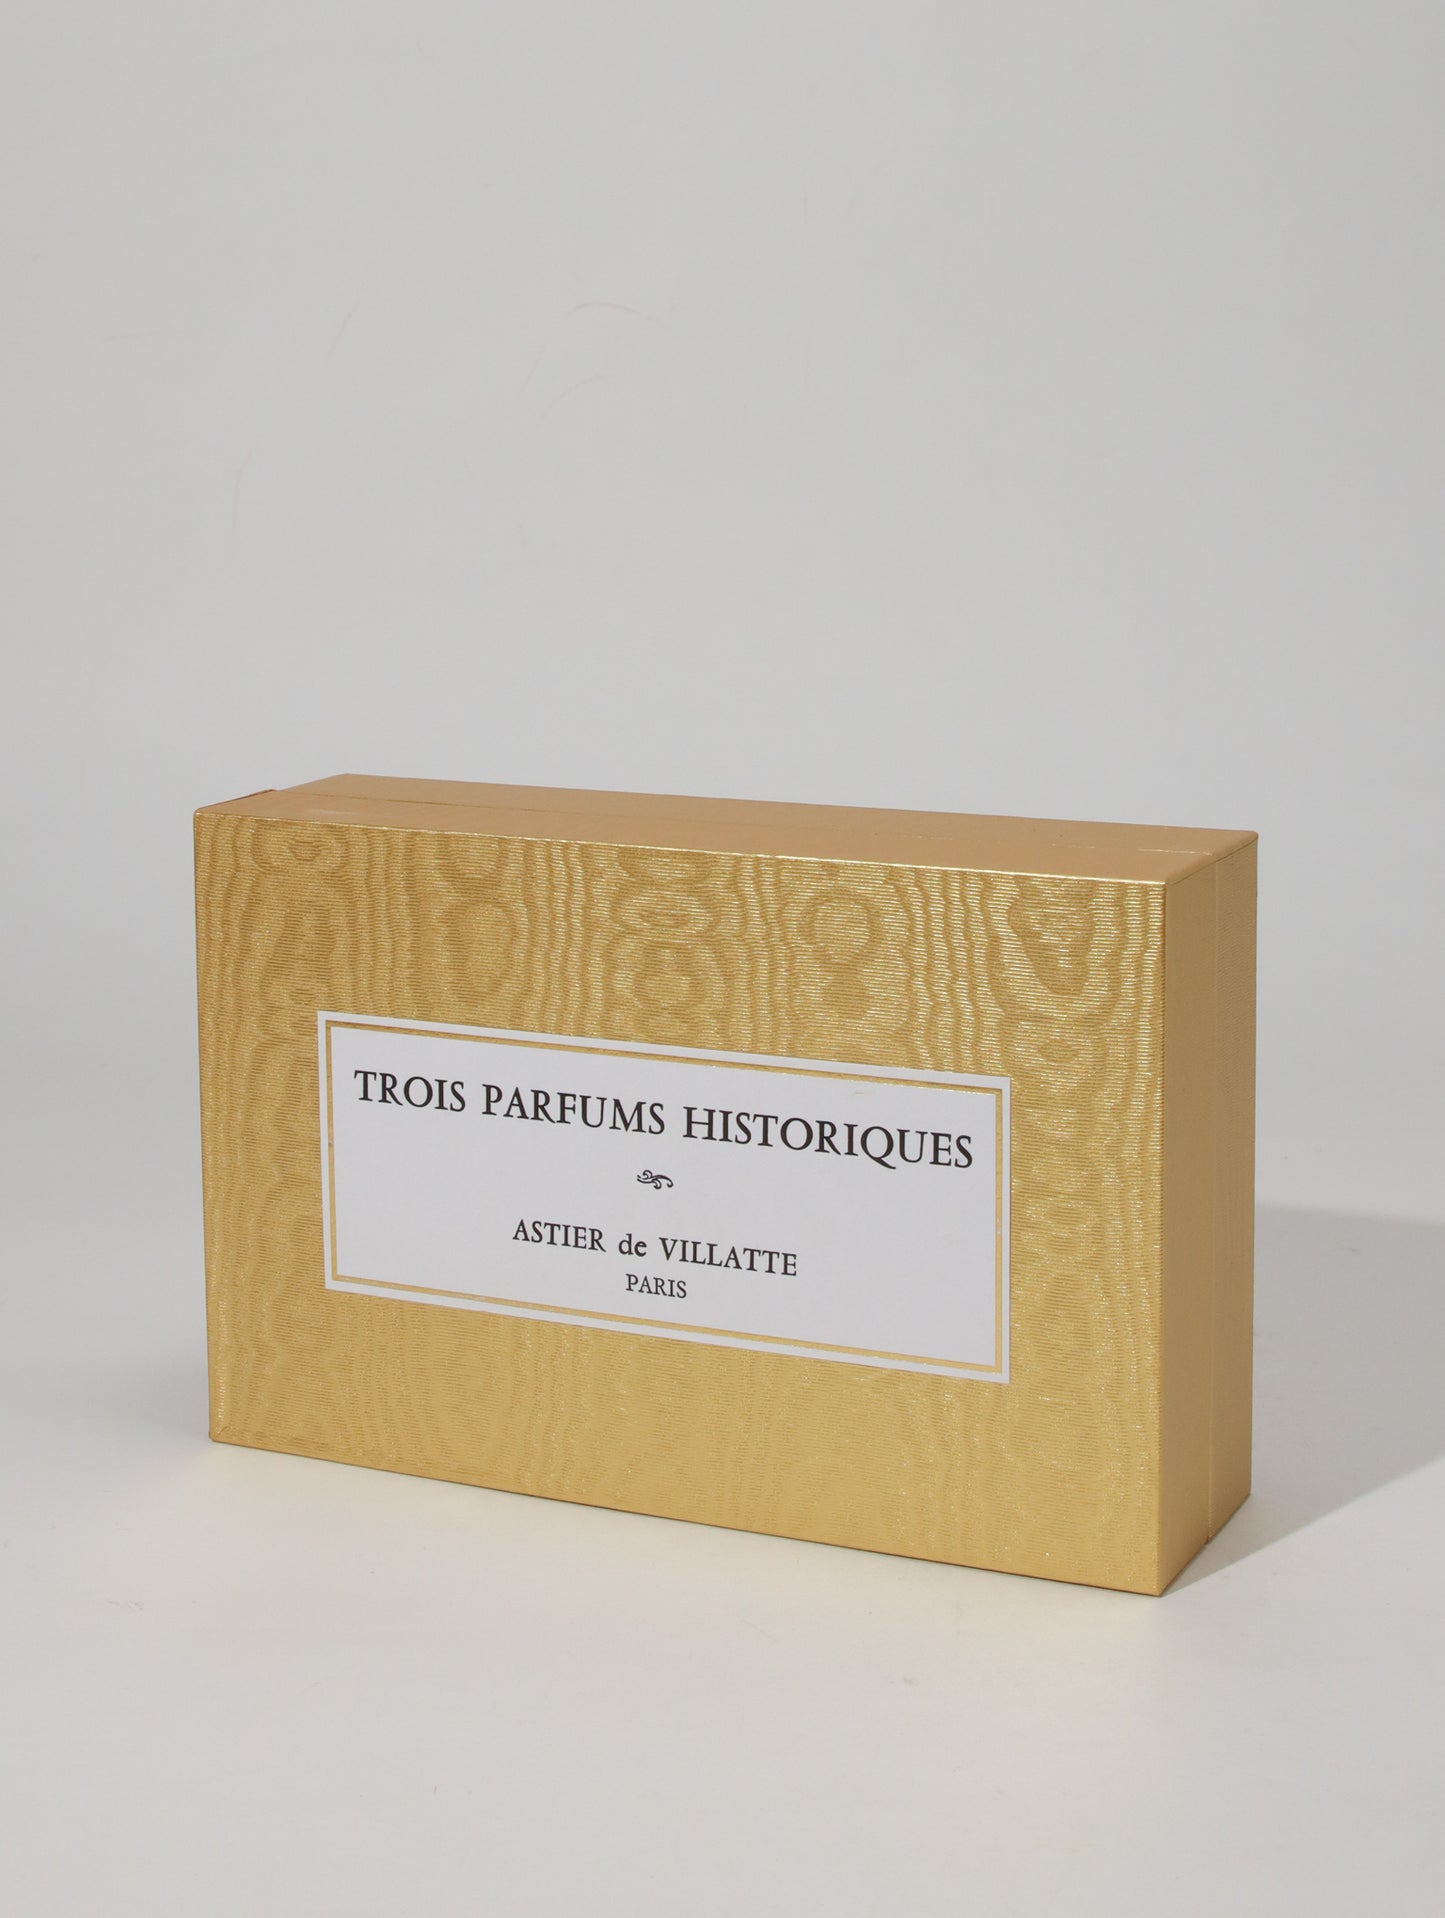 TROIS PARFUMS HISTORIQUES
ASTIER de VILLATTE
PARIS